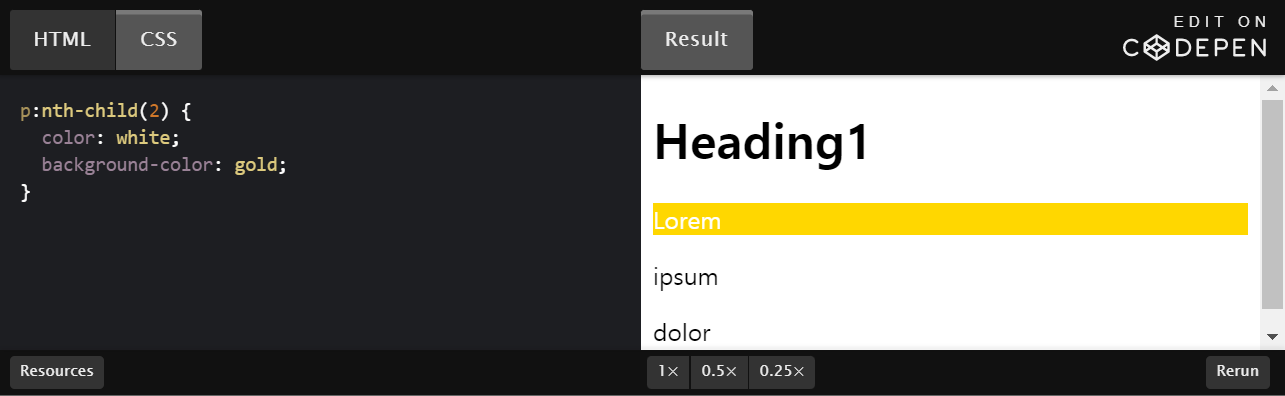 HTML CSS
p:nth-child(2) {
color: white;
background-color: gold;
}
Resources
Result
EDIT ON
CODEPEN
Heading1
Lorem
ipsum
dolor
1× 0.5× 0.25×
Rerun